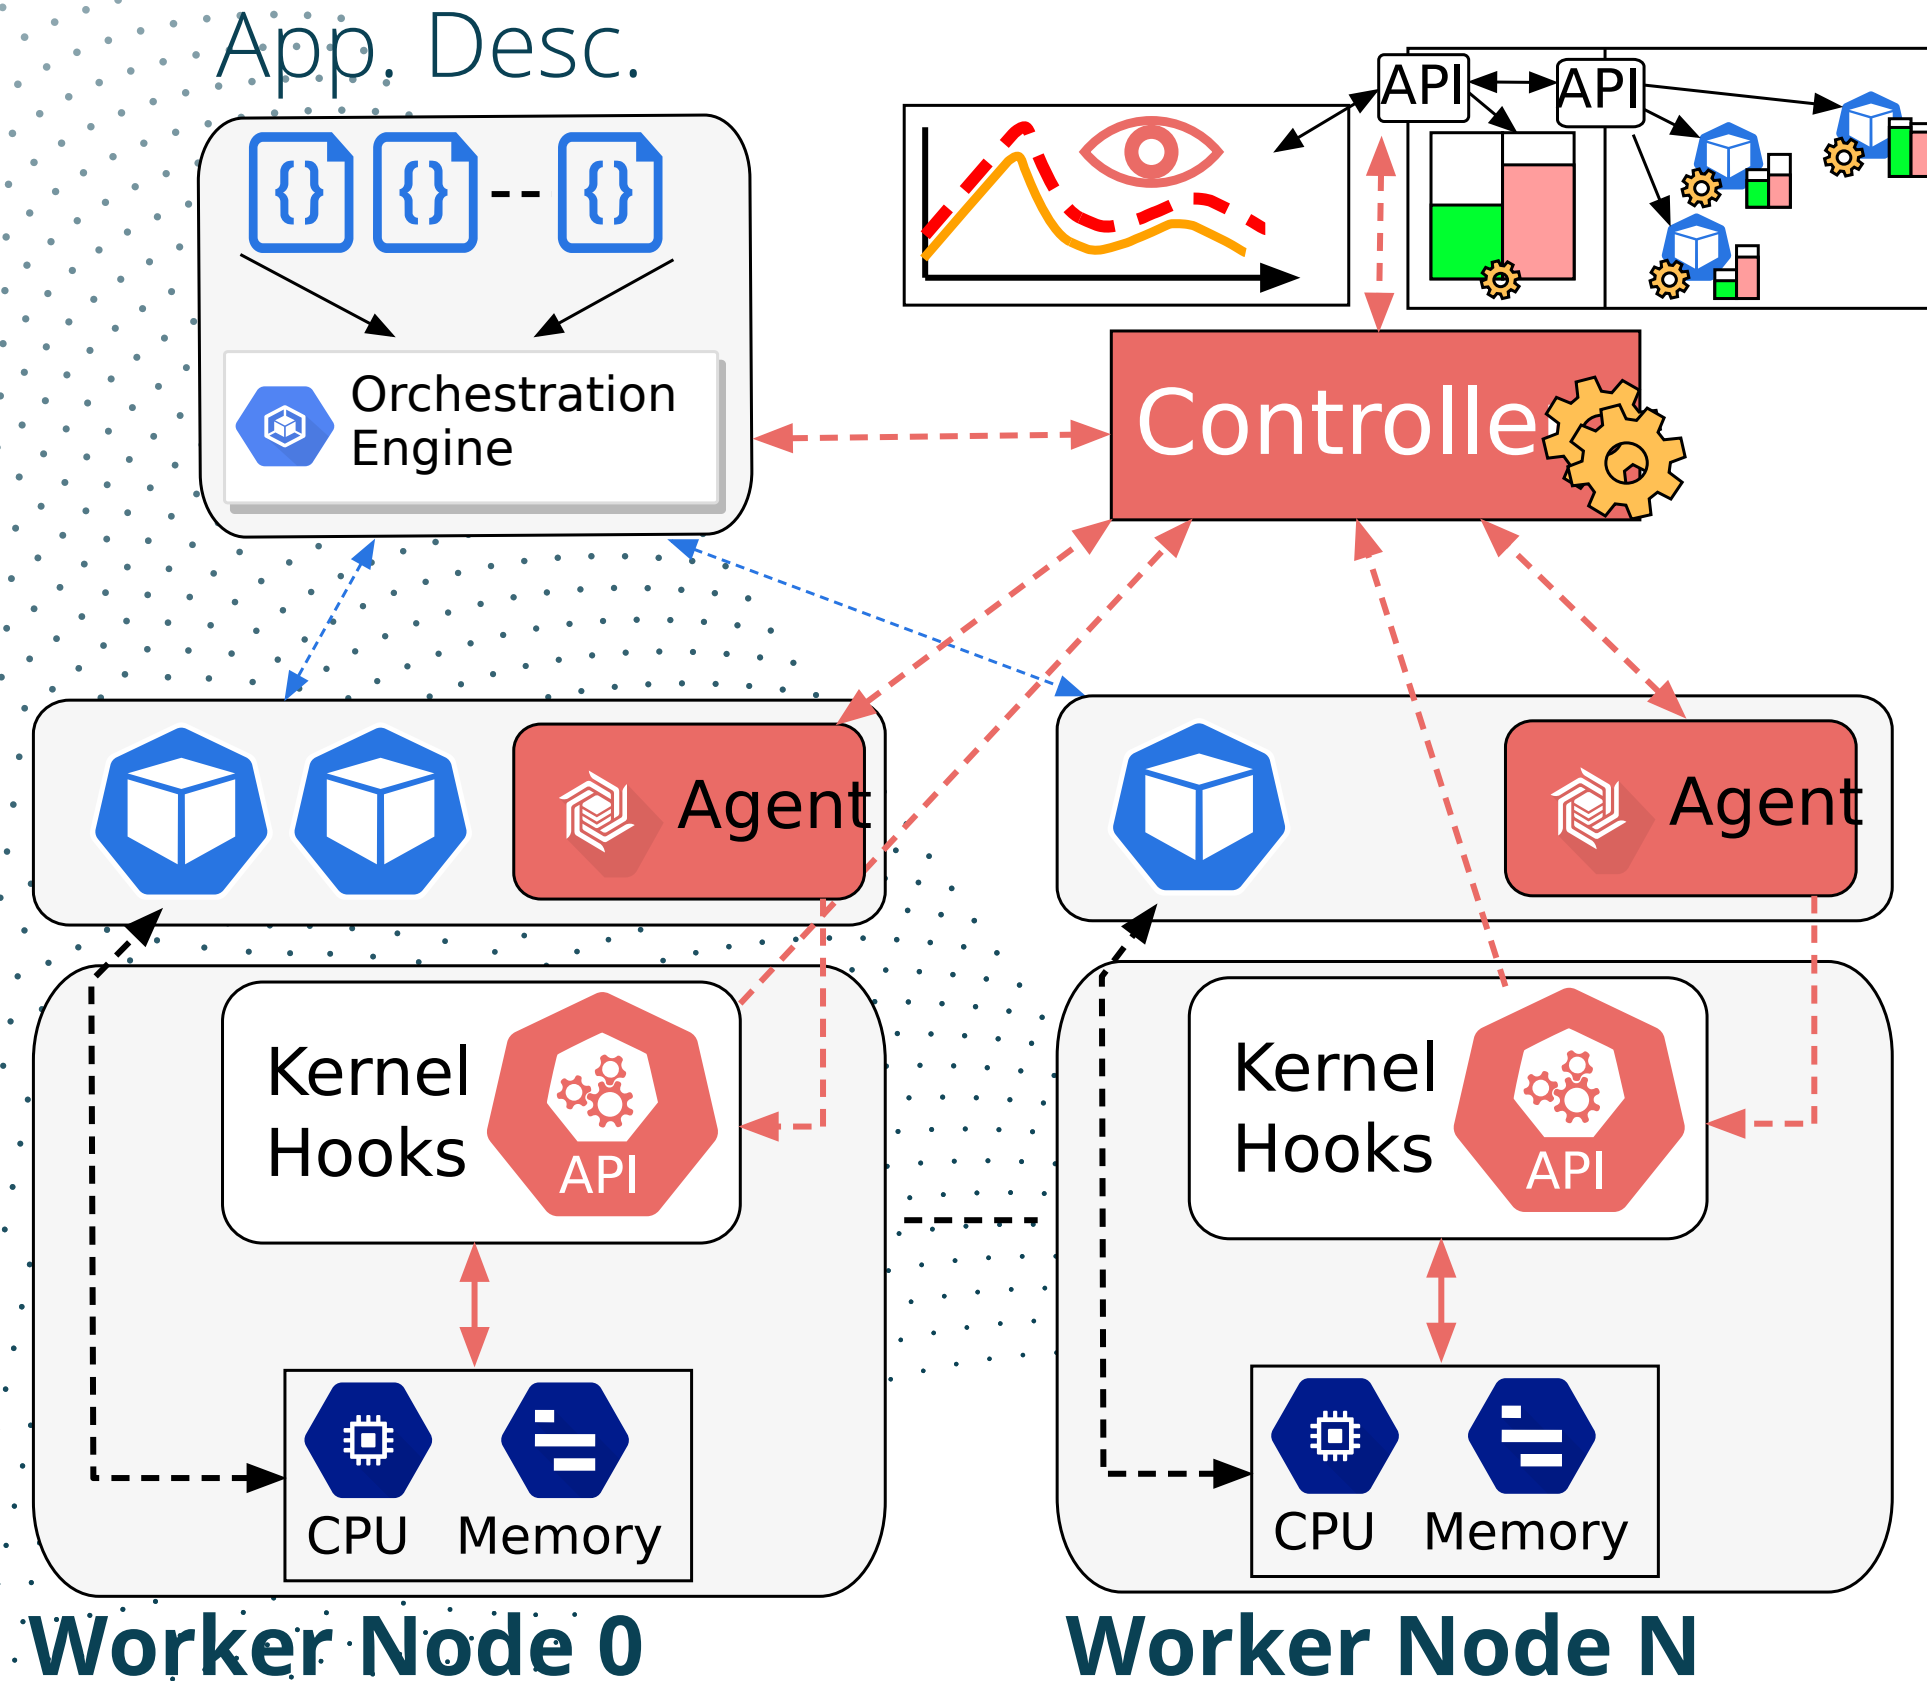 App. Desc.
{} {} -- {}
Orchestration
Engine
API
API
Controlle
Agent
Agent
Kernel
Hooks
API
Kernel
Hooks
API
CPU
Memory
CPU
Memory
Worker Node 0
Worker Node N